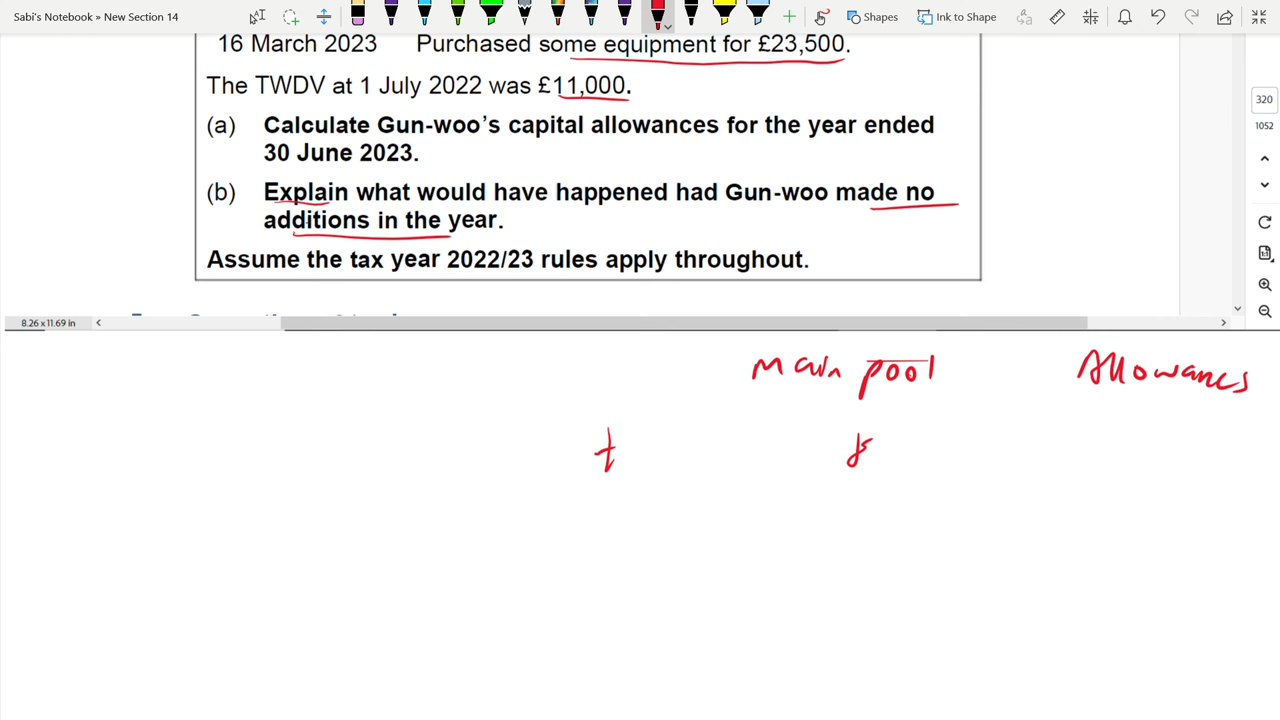 Sabi's Notebook » New Section 14
Shapes
Ink to Shape
16 March 2023 Purchased some equipment for £23,500.
The TWDV at 1 July 2022 was £11,000.
320
1052
(a) Calculate Gun-woo's capital allowances for the year ended
30 June 2023.
(b) Explain what would have happened had Gun-woo made no
additions in the year.
Assume the tax year 2022/23 rules apply throughout.
8.26 x 11.69 in
Main pool Allowances
£ £